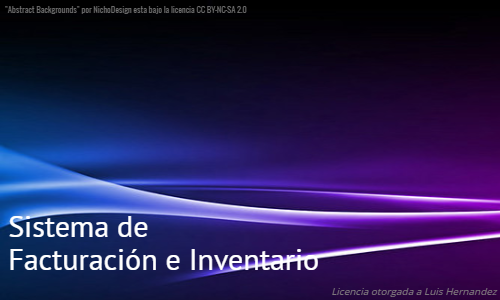 "Abstract Backgrounds" por NichoDesign esta bajo la licencia CC BY-NC-SA 2.0
Sistema de
Facturación e Inventario
Licencia otorgada a Luis Hernandez